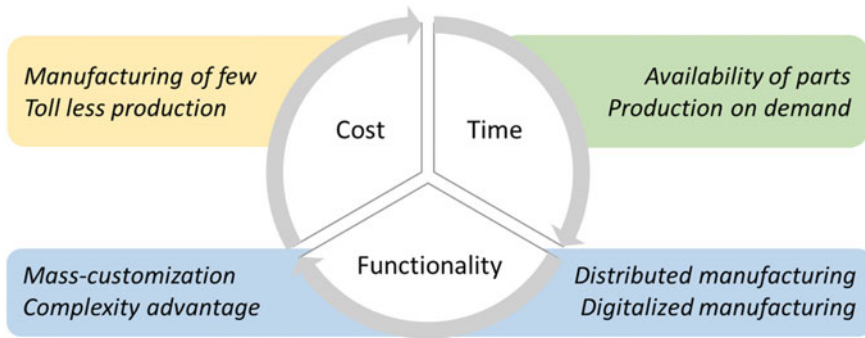 Manufacturing of few
Toll less production
Cost
Time
Availability of parts
Production on demand
Mass-customization
Complexity advantage
Functionality
Distributed manufacturing
Digitalized manufacturing